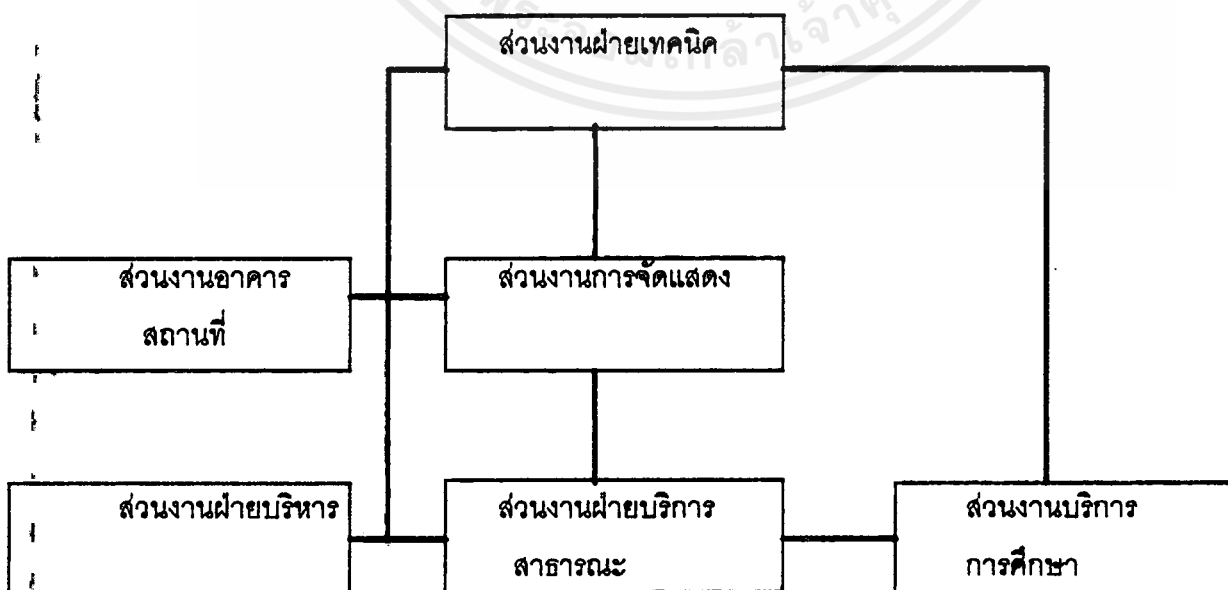 ส่วนงานฝ่ายเทคนิค
ส่วนงานอาคาร
สถานที่
ส่วนงานการจัดแสดง
ส่วนงานฝ่ายบริหาร
ส่วนงานฝ่ายบริการ
สาธารณะ
ส่วนงานบริการ
การศึกษา